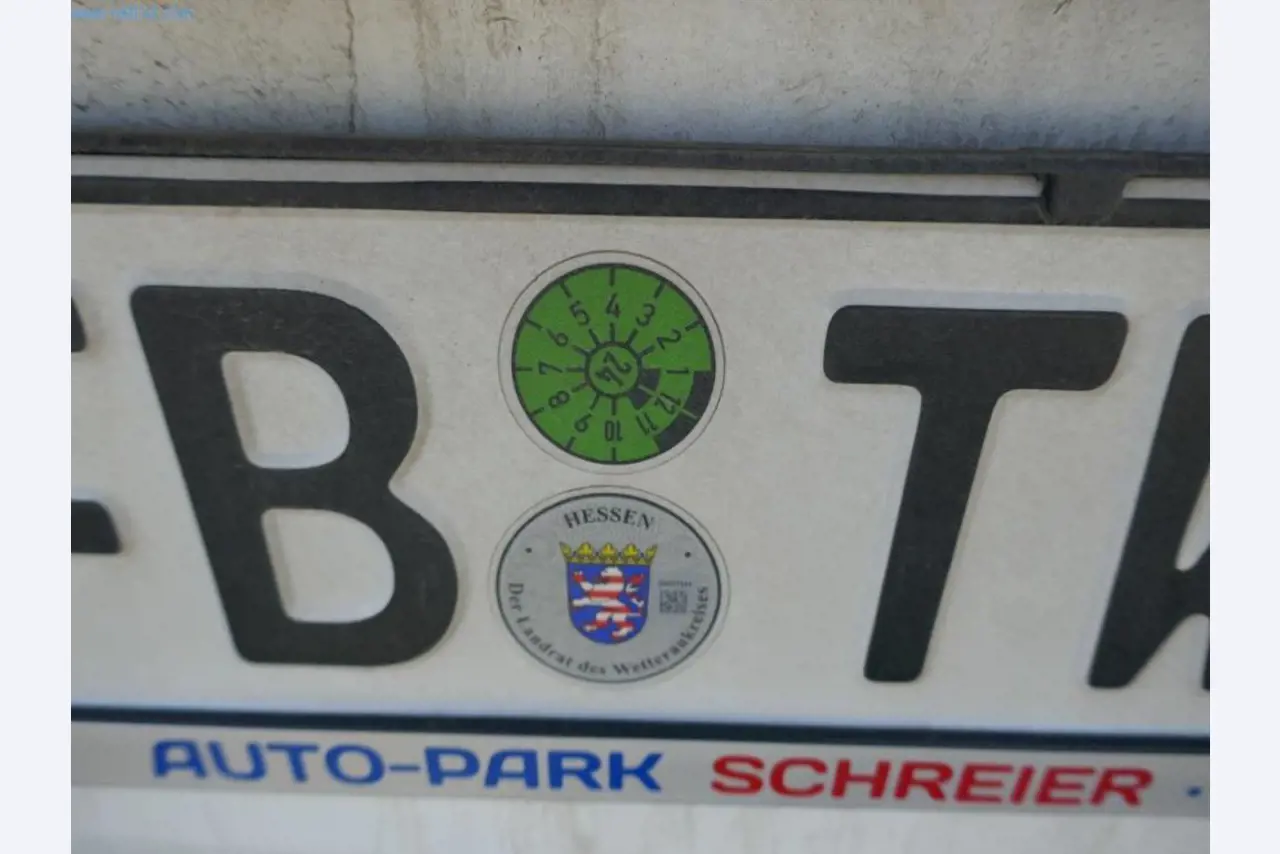 B TA
5 4 3 2 1 12 11 10 9 8 7 6
24
HESSEN
Der Landrat des Wetteraukreises
AUTO-PARK SCHREIER